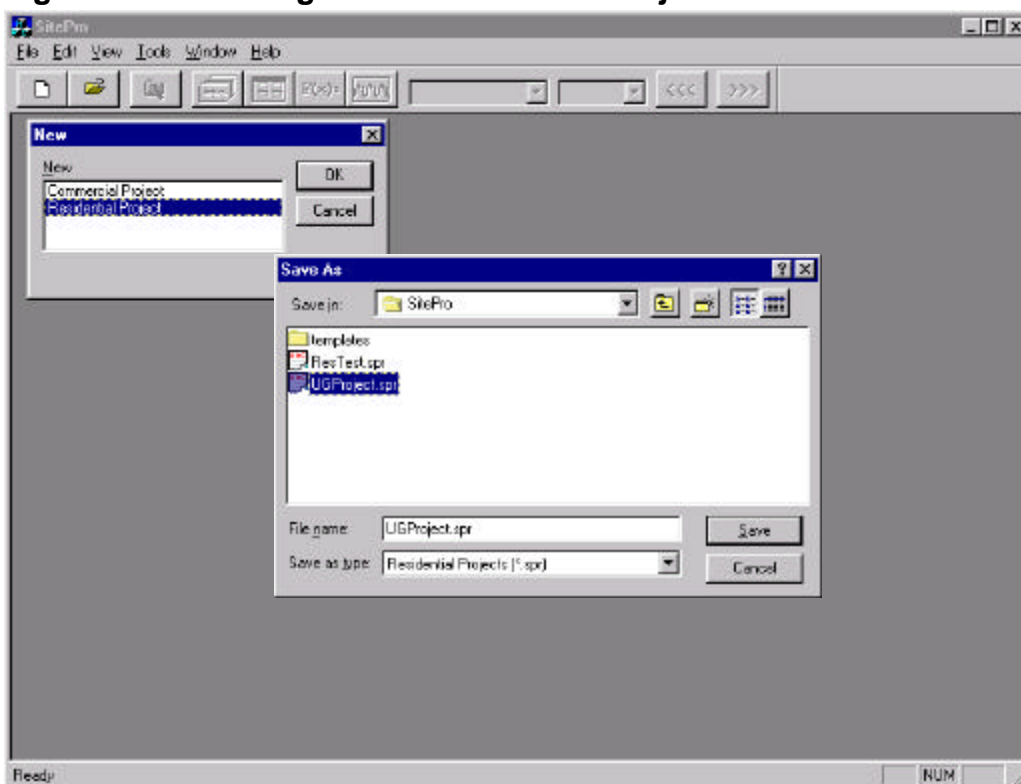 SitePro
File Edit View Tools Window Help
<<< >>>
New
New
Commercial Project
Residential Project
OK
Cancel
Save As
Save in: SitePro
templates
ResTest.spr
UGProject.spr
File name: UGProject.spr
Save
Save as type: Residential Projects (*.spr)
Cancel
Ready
NUM